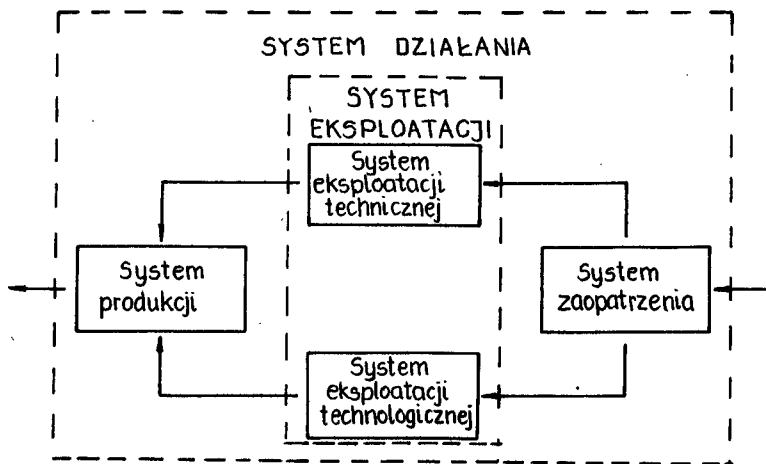 SYSTEM DZIAŁANIA
SYSTEM
EKSPLOATACJI
System
eksploatacji
technicznej
System
produkcji
System
zaopatrzenia
System
eksploatacji
technologicznej